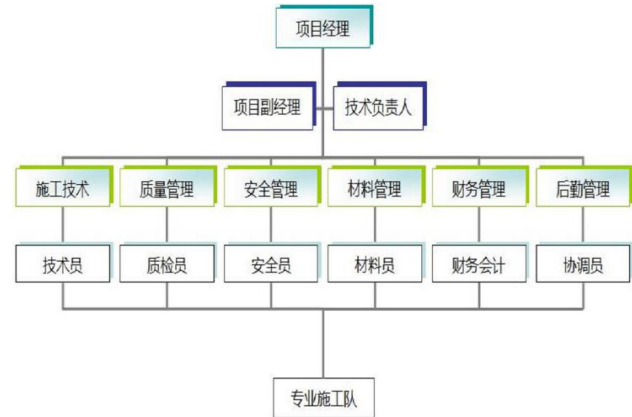 项目经理
项目副经理
技术负责人
施工技术
质量管理
安全管理
材料管理
财务管理
后勤管理
技术员
质检员
安全员
材料员
财务会计
协调员
专业施工队